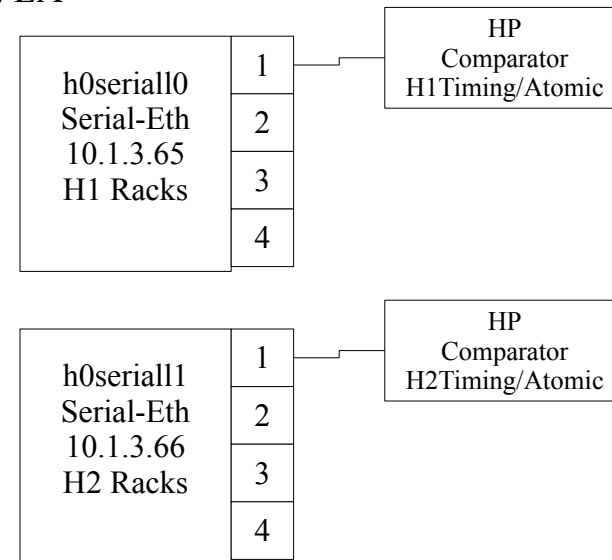 h0seriall0
Serial-Eth
10.1.3.65
H1 Racks
1
2
3
4
HP
Comparator
H1Timing/Atomic
h0seriall1
Serial-Eth
10.1.3.66
H2 Racks
1
2
3
4
HP
Comparator
H2Timing/Atomic